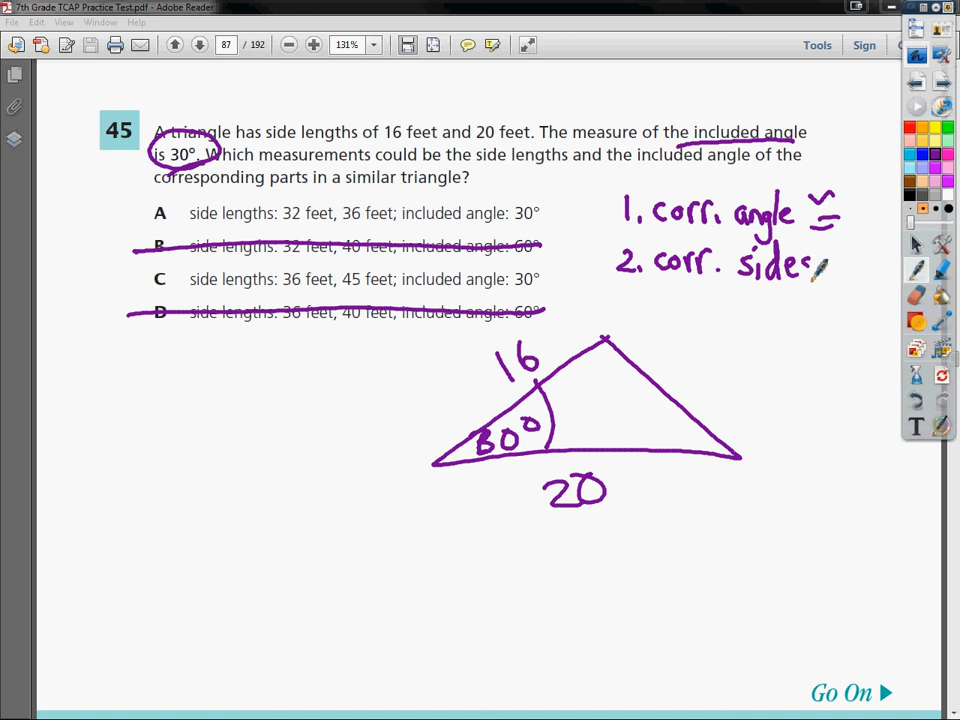 7th Grade TCAP Practice Test.pdf - Adobe Reader
File Edit View Window Help
87 / 192 131% Tools Sign
45 A triangle has side lengths of 16 feet and 20 feet. The measure of the included angle
is 30°. Which measurements could be the side lengths and the included angle of the
corresponding parts in a similar triangle?
A side lengths: 32 feet, 36 feet; included angle: 30°
B side lengths: 32 feet, 40 feet; included angle: 60°
C side lengths: 36 feet, 45 feet; included angle: 30°
D side lengths: 36 feet, 40 feet; included angle: 60°
1. corr. angle ≅
2. corr. sides
16
30°
20
Go On